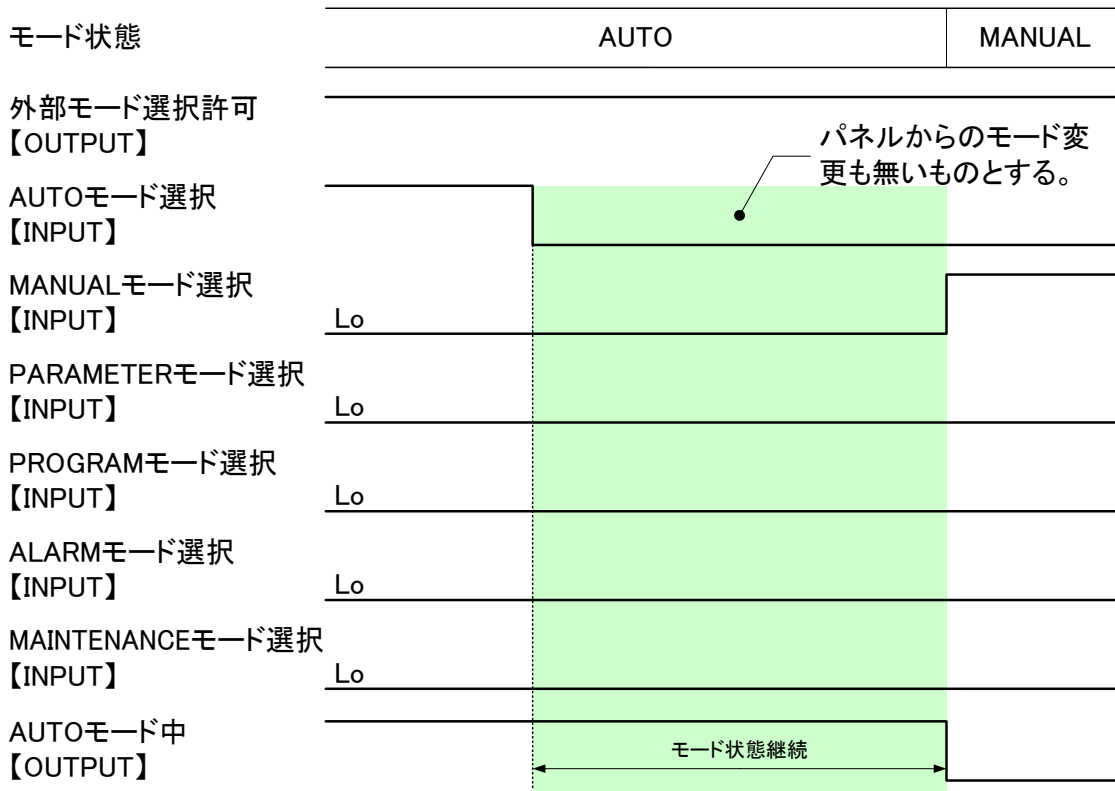 モード状態
AUTO
MANUAL
外部モード選択許可
【OUTPUT】
パネルからのモード変
更も無いものとする。
AUTOモード選択
【INPUT】
MANUALモード選択
【INPUT】
Lo
PARAMETERモード選択
【INPUT】
Lo
PROGRAMモード選択
【INPUT】
Lo
ALARMモード選択
【INPUT】
Lo
MAINTENANCEモード選択
【INPUT】
Lo
AUTOモード中
【OUTPUT】
モード状態継続